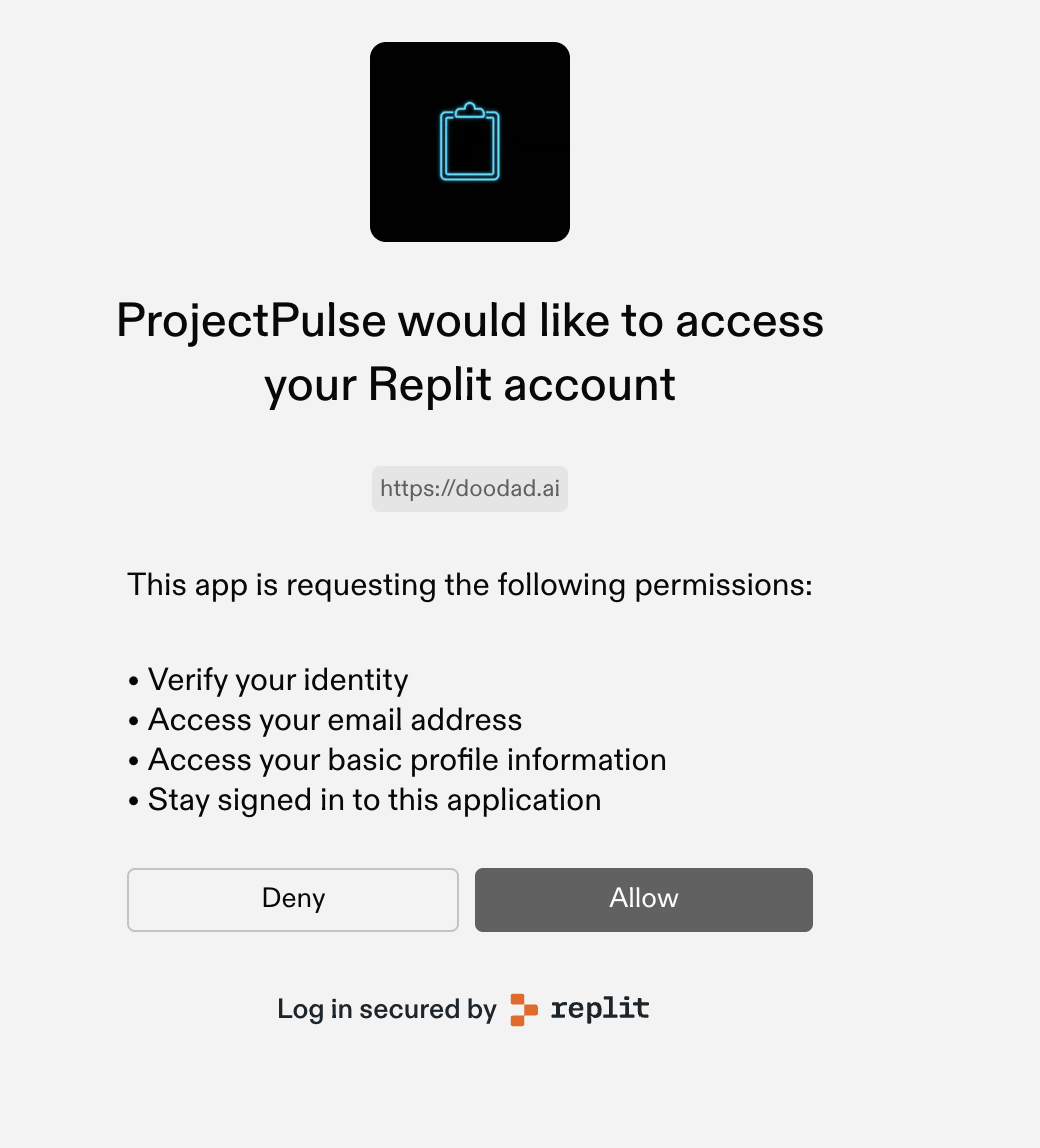 ProjectPulse would like to access
your Replit account
https://doodad.ai
This app is requesting the following permissions:
• Verify your identity
• Access your email address
• Access your basic profile information
• Stay signed in to this application
Deny
Allow
Log in secured by replit